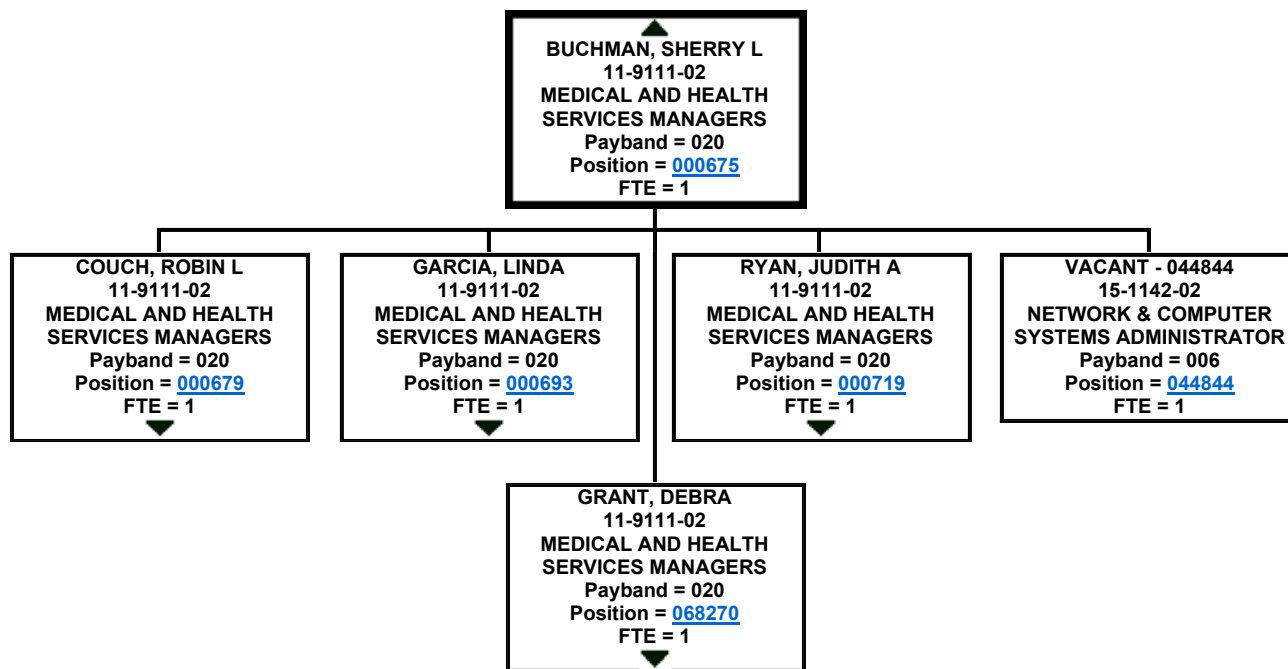 BUCHMAN, SHERRY L
11-9111-02
MEDICAL AND HEALTH
SERVICES MANAGERS
Payband = 020
Position = 000675
FTE = 1
COUCH, ROBIN L
11-9111-02
MEDICAL AND HEALTH
SERVICES MANAGERS
Payband = 020
Position = 000679
FTE = 1
GARCIA, LINDA
11-9111-02
MEDICAL AND HEALTH
SERVICES MANAGERS
Payband = 020
Position = 000693
FTE = 1
RYAN, JUDITH A
11-9111-02
MEDICAL AND HEALTH
SERVICES MANAGERS
Payband = 020
Position = 000719
FTE = 1
VACANT - 044844
15-1142-02
NETWORK & COMPUTER
SYSTEMS ADMINISTRATOR
Payband = 006
Position = 044844
FTE = 1
GRANT, DEBRA
11-9111-02
MEDICAL AND HEALTH
SERVICES MANAGERS
Payband = 020
Position = 068270
FTE = 1